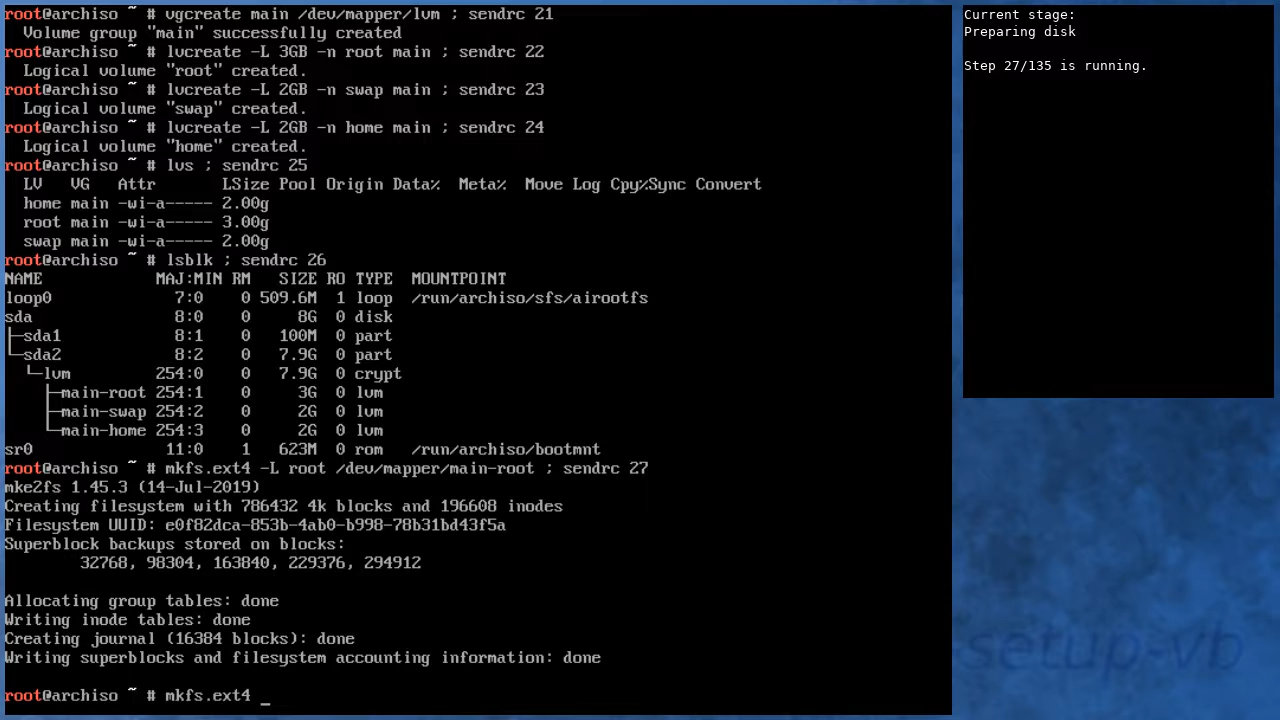 root@archiso ~ # vgcreate main /dev/mapper/lvm ; sendrc 21
  Volume group "main" successfully created
root@archiso ~ # lvcreate -L 3GB -n root main ; sendrc 22
  Logical volume "root" created.
root@archiso ~ # lvcreate -L 2GB -n swap main ; sendrc 23
  Logical volume "swap" created.
root@archiso ~ # lvcreate -L 2GB -n home main ; sendrc 24
  Logical volume "home" created.
root@archiso ~ # lvs ; sendrc 25
  LV   VG   Attr       LSize Pool Origin Data%  Meta%  Move Log Cpy%Sync Convert
  home main -wi-a----- 2.00g
  root main -wi-a----- 3.00g
  swap main -wi-a----- 2.00g
root@archiso ~ # lsblk ; sendrc 26
NAME            MAJ:MIN RM   SIZE RO TYPE  MOUNTPOINT
loop0             7:0    0 509.6M  1 loop  /run/archiso/sfs/airootfs
sda               8:0    0     8G  0 disk
├─sda1            8:1    0   100M  0 part
└─sda2            8:2    0   7.9G  0 part
  └─lvm         254:0    0   7.9G  0 crypt
    ├─main-root 254:1    0     3G  0 lvm
    ├─main-swap 254:2    0     2G  0 lvm
    └─main-home 254:3    0     2G  0 lvm
sr0              11:0    1   623M  0 rom   /run/archiso/bootmnt
root@archiso ~ # mkfs.ext4 -L root /dev/mapper/main-root ; sendrc 27
mke2fs 1.45.3 (14-Jul-2019)
Creating filesystem with 786432 4k blocks and 196608 inodes
Filesystem UUID: e0f82dca-853b-4ab0-b998-78b31bd43f5a
Superblock backups stored on blocks:
        32768, 98304, 163840, 229376, 294912
Allocating group tables: done
Writing inode tables: done
Creating journal (16384 blocks): done
Writing superblocks and filesystem accounting information: done
root@archiso ~ # mkfs.ext4 _
Current stage:
Preparing disk
Step 27/135 is running.
setup-vb